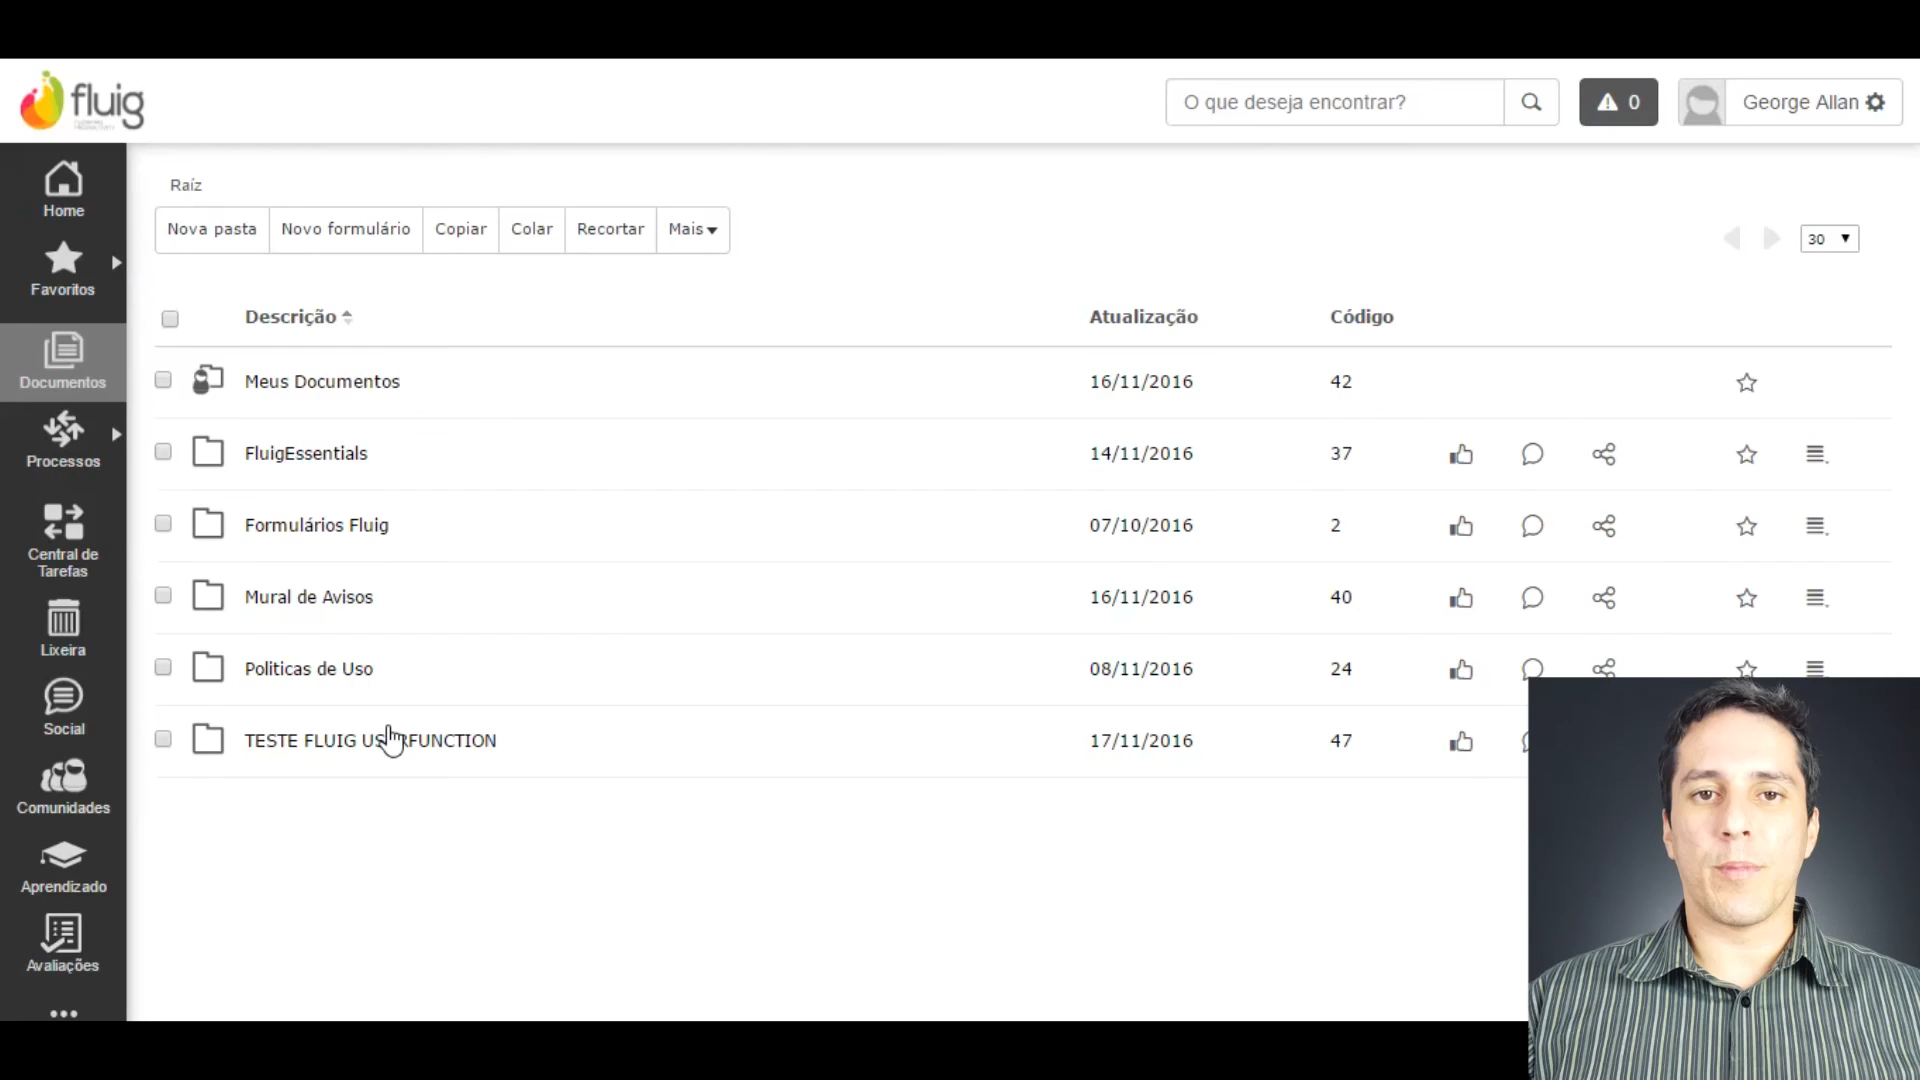 fluig
O que deseja encontrar?
0
George Allan
Home
Favoritos
Documentos
Processos
Central de
Tarefas
Lixeira
Social
Comunidades
Aprendizado
Avaliações
Raíz
Nova pasta Novo formulário Copiar Colar Recortar Mais
30
Descrição Atualização Código
Meus Documentos 16/11/2016 42
FluigEssentials 14/11/2016 37
Formulários Fluig 07/10/2016 2
Mural de Avisos 16/11/2016 40
Politicas de Uso 08/11/2016 24
TESTE FLUIG USERFUNCTION 17/11/2016 47